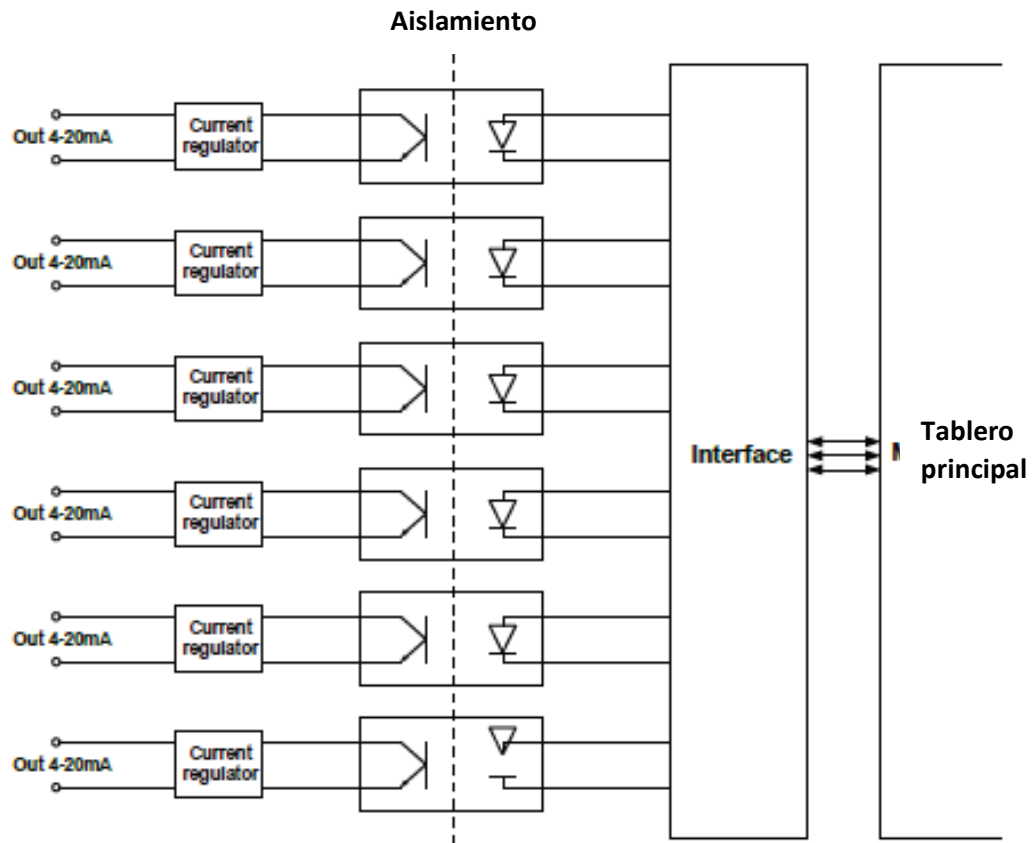 Aislamiento
Current
regulator
Out 4-20mA
Current
regulator
Out 4-20mA
Current
regulator
Out 4-20mA
Interface
Tablero
principal
Current
regulator
Out 4-20mA
Current
regulator
Out 4-20mA
Current
regulator
Out 4-20mA